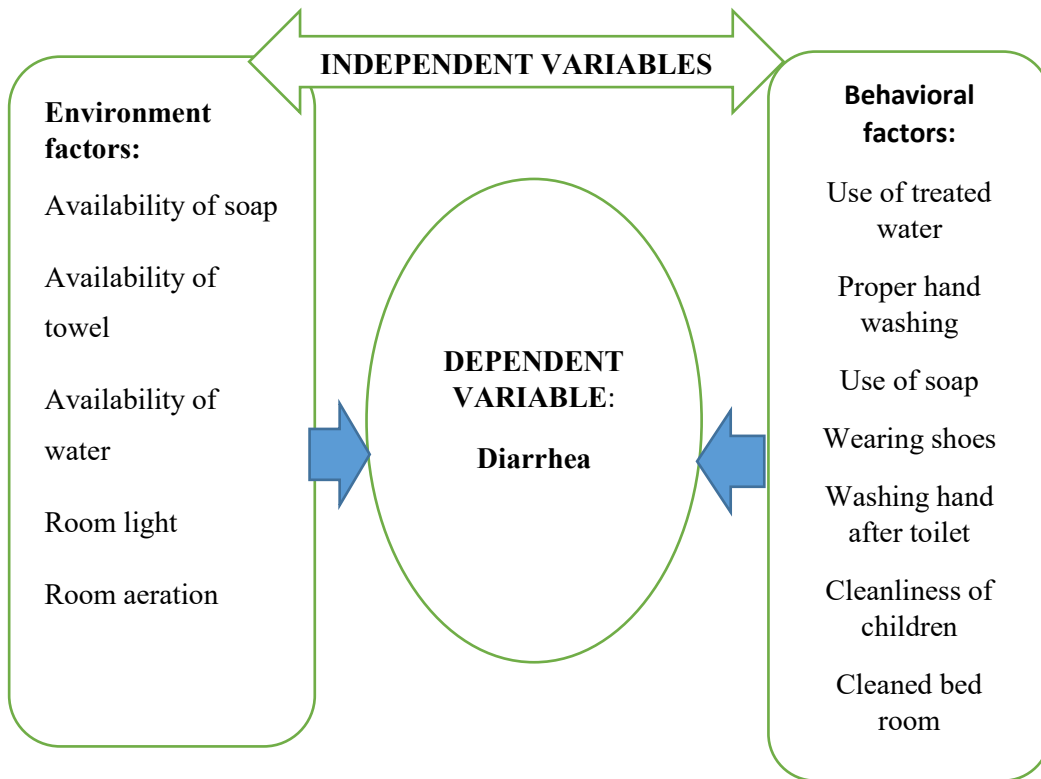 INDEPENDENT VARIABLES
Environment
factors:
Availability of soap
Availability of
towel
Availability of
water
Room light
Room aeration
DEPENDENT
VARIABLE:
Diarrhea
Behavioral
factors:
Use of treated
water
Proper hand
washing
Use of soap
Wearing shoes
Washing hand
after toilet
Cleanliness of
children
Cleaned bed
room